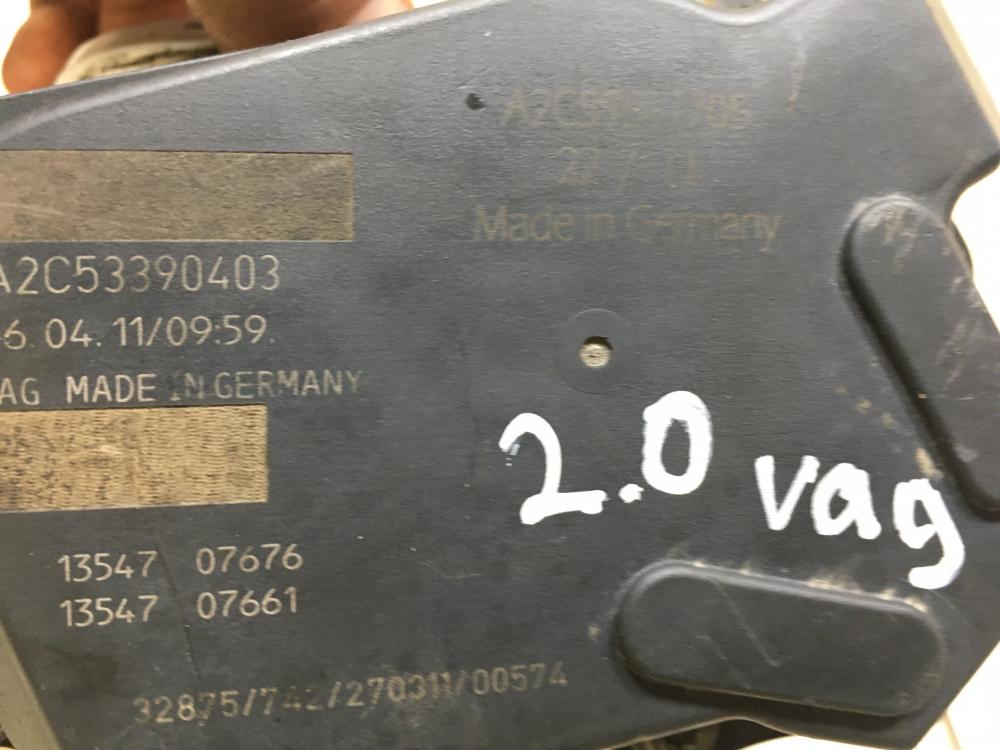 Made in Germany
A2C53390403
6.04.11/09:59.
AG MADE IN GERMANY
2.0 vag
13547 07676
13547 07661
32875/742/270311/00574